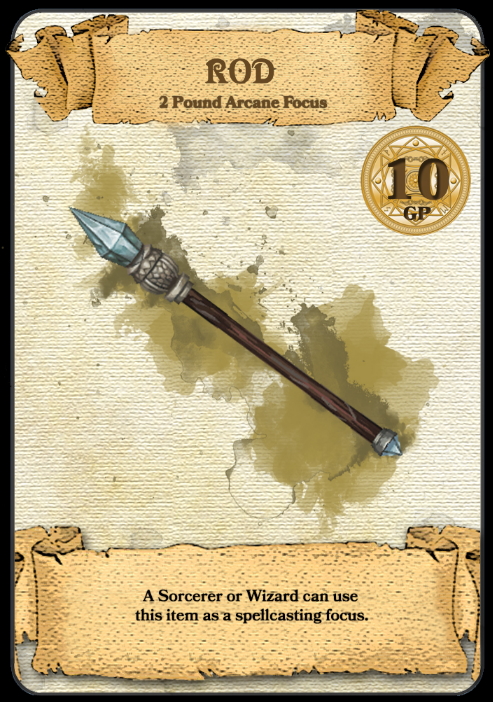 ROD
2 Pound Arcane Focus
10
GP
A Sorcerer or Wizard can use
this item as a spellcasting focus.